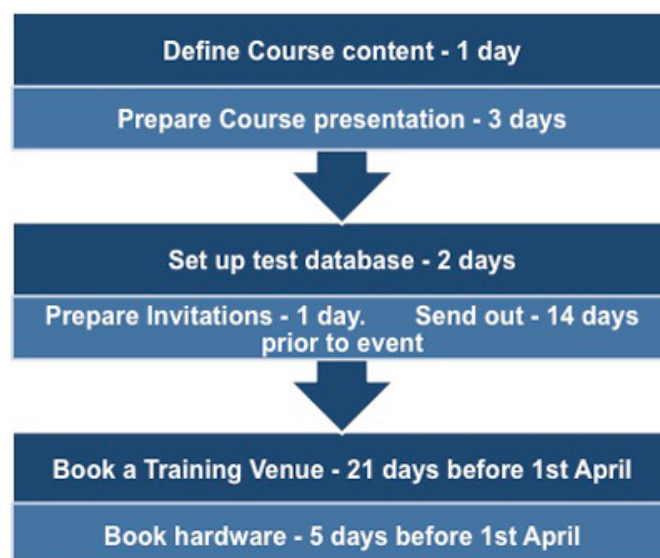 Define Course content - 1 day
Prepare Course presentation - 3 days
Set up test database - 2 days
Prepare Invitations - 1 day. Send out - 14 days
prior to event
Book a Training Venue - 21 days before 1st April
Book hardware - 5 days before 1st April